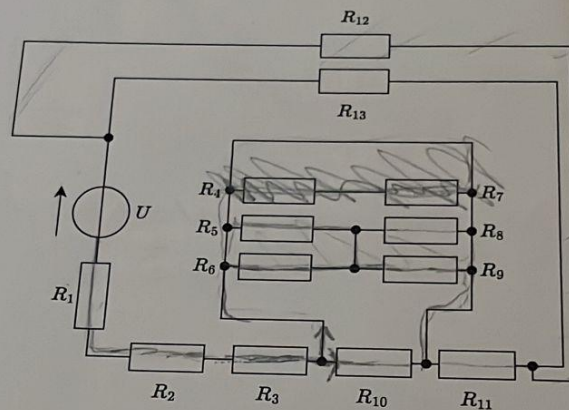 R₁₂
R₁₃
R₄ R₇
U R₅ R₈
R₆ R₉
R₁
R₂ R₃ R₁₀ R₁₁